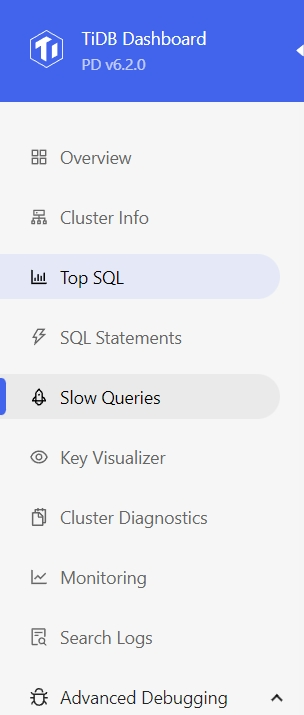 TiDB Dashboard
PD v6.2.0
Overview
Cluster Info
Top SQL
SQL Statements
Slow Queries
Key Visualizer
Cluster Diagnostics
Monitoring
Search Logs
Advanced Debugging